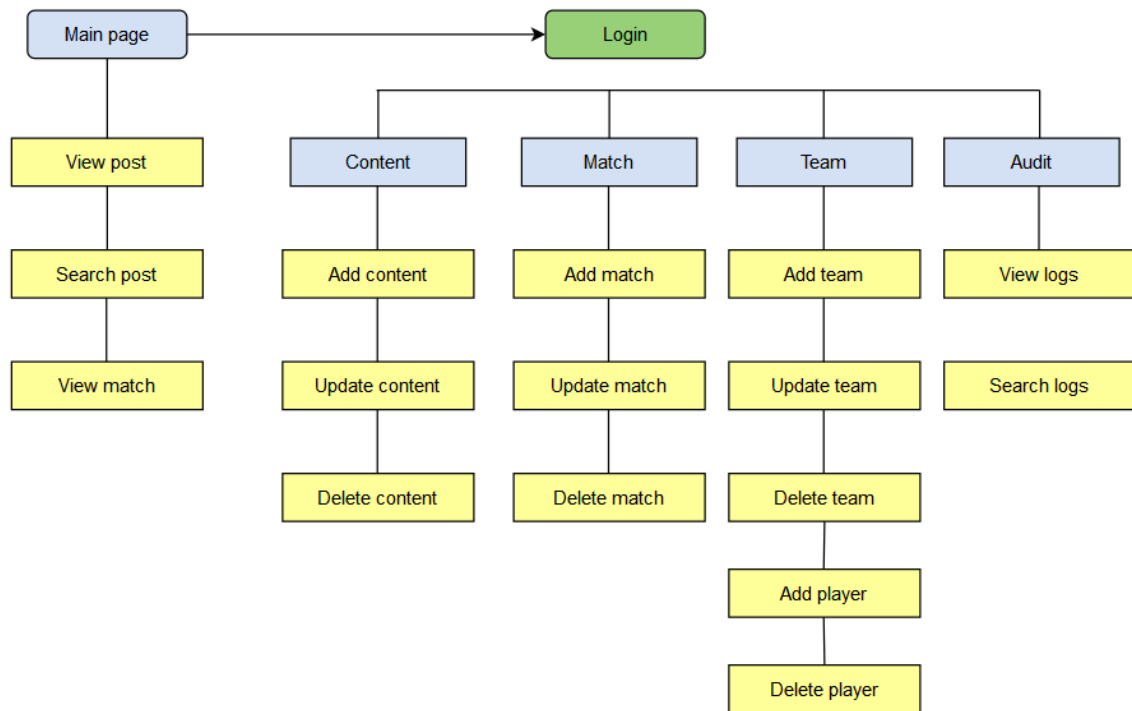 Main page
Login
View post
Content
Match
Team
Audit
Search post
Add content
Add match
Add team
View logs
View match
Update content
Update match
Update team
Search logs
Delete content
Delete match
Delete team
Add player
Delete player